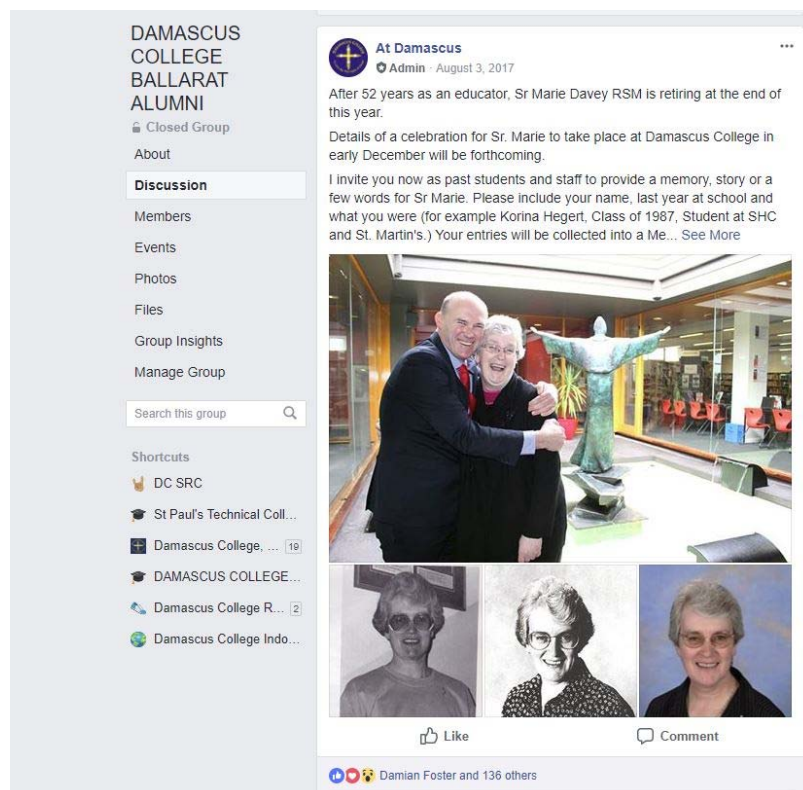 DAMASCUS
COLLEGE
BALLARAT
ALUMNI
Closed Group
About
Discussion
Members
Events
Photos
Files
Group Insights
Manage Group
Search this group
Shortcuts
DC SRC
St Paul's Technical Coll...
Damascus College, ... 19
DAMASCUS COLLEGE...
Damascus College R... 2
Damascus College Indo...
At Damascus
Admin · August 3, 2017
After 52 years as an educator, Sr Marie Davey RSM is retiring at the end of
this year.
Details of a celebration for Sr. Marie to take place at Damascus College in
early December will be forthcoming.
I invite you now as past students and staff to provide a memory, story or a
few words for Sr Marie. Please include your name, last year at school and
what you were (for example Korina Hegert, Class of 1987, Student at SHC
and St. Martin's.) Your entries will be collected into a Me... See More
Like
Comment
Damian Foster and 136 others